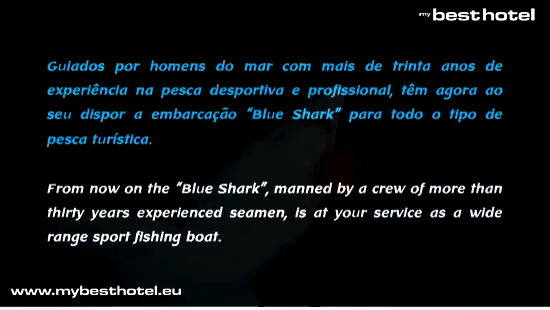 my besthotel
Guiados por homens do mar com mais de trinta anos de
experiência na pesca desportiva e profissional, têm agora ao
seu dispor a embarcação "Blue Shark" para todo o tipo de
pesca turística.
From now on the "Blue Shark", manned by a crew of more than
thirty years experienced seamen, is at your service as a wide
range sport fishing boat.
www.mybesthotel.eu